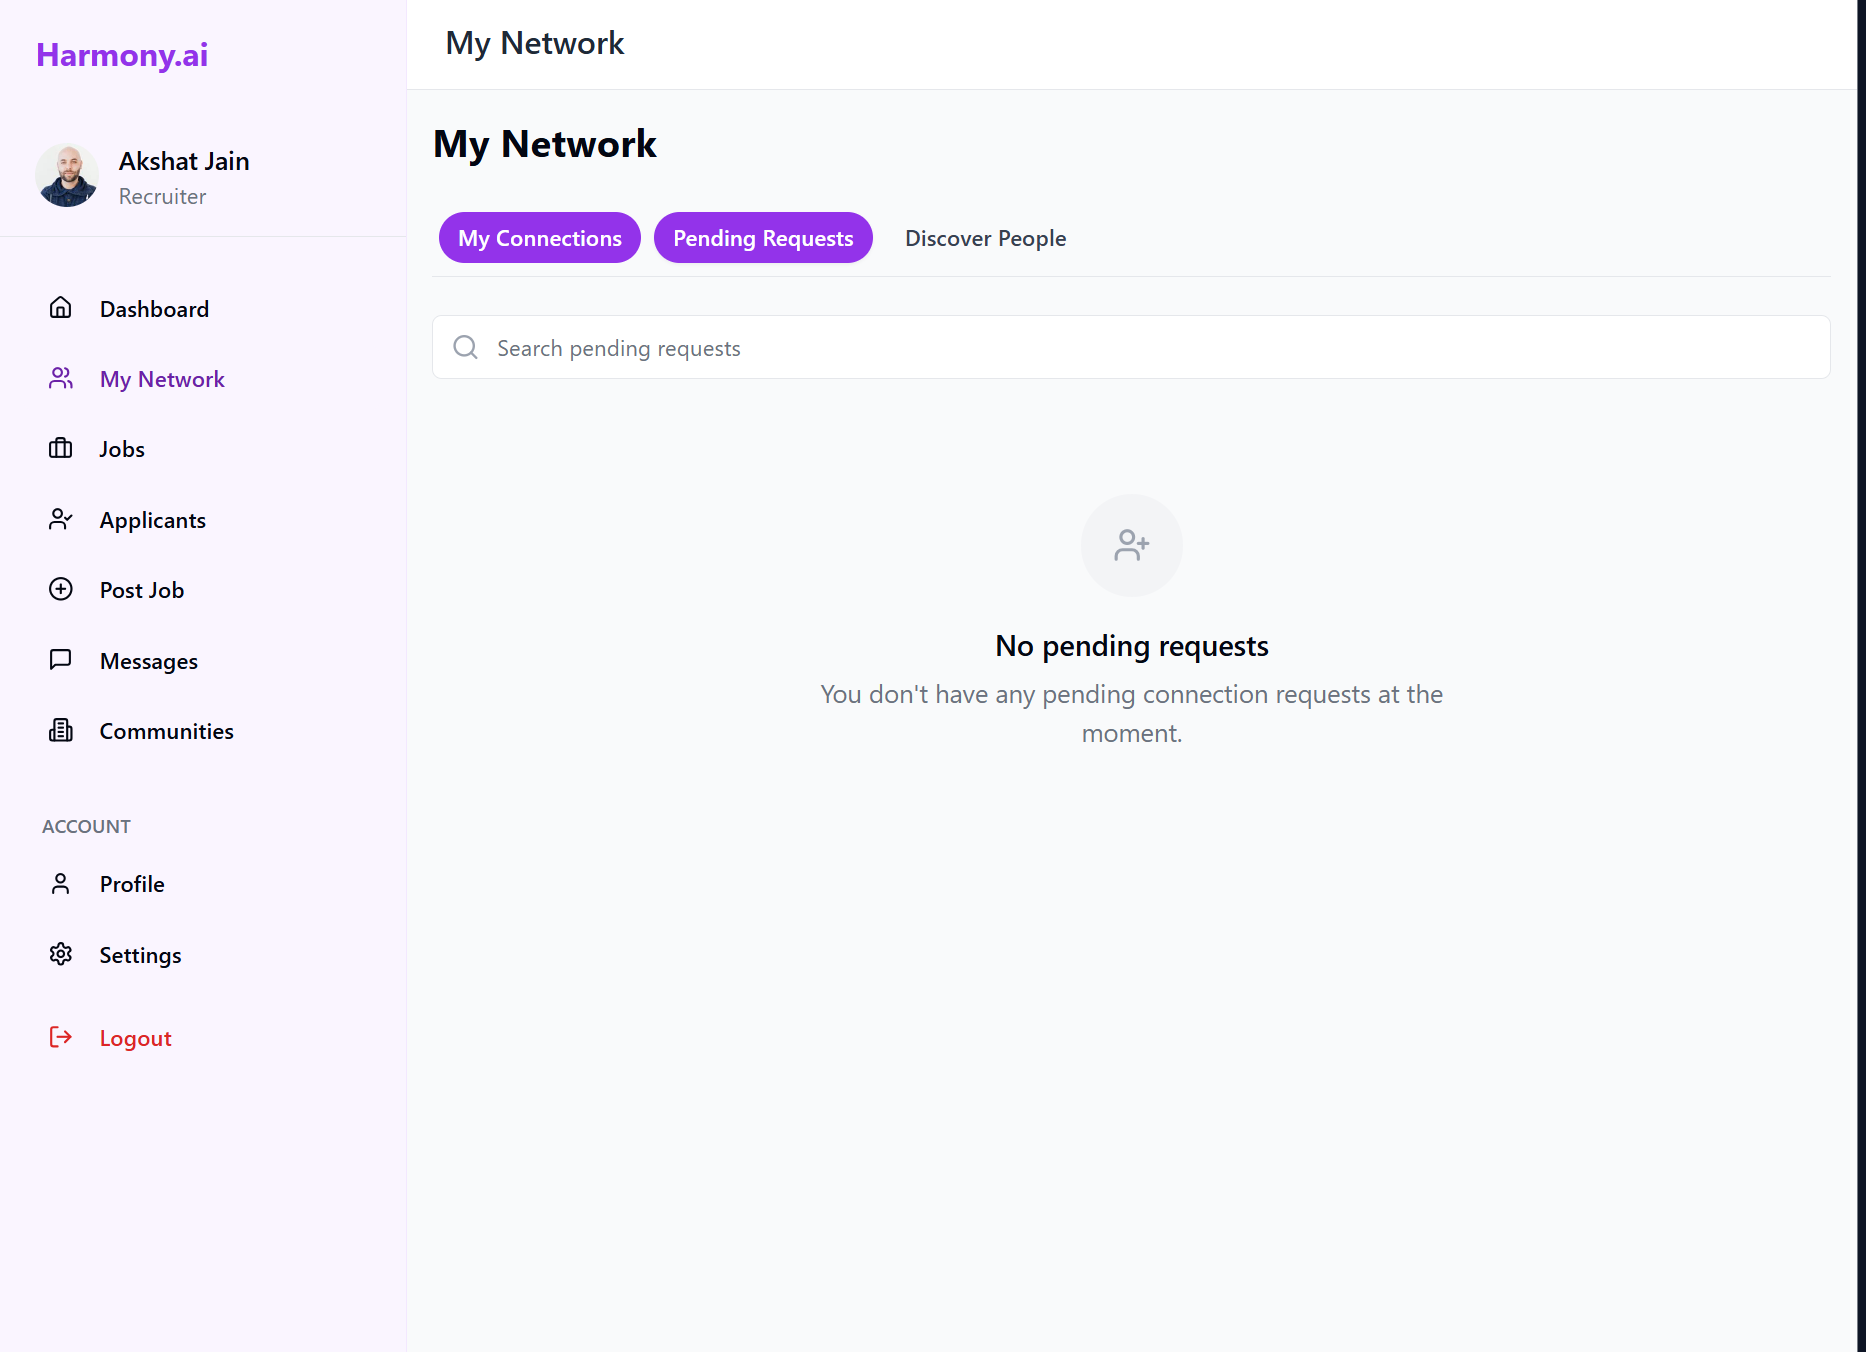 Harmony.ai
Akshat Jain
Recruiter
Dashboard
My Network
Jobs
Applicants
Post Job
Messages
Communities
ACCOUNT
Profile
Settings
Logout
My Network
My Network
My Connections Pending Requests Discover People
Search pending requests
No pending requests
You don't have any pending connection requests at the
moment.